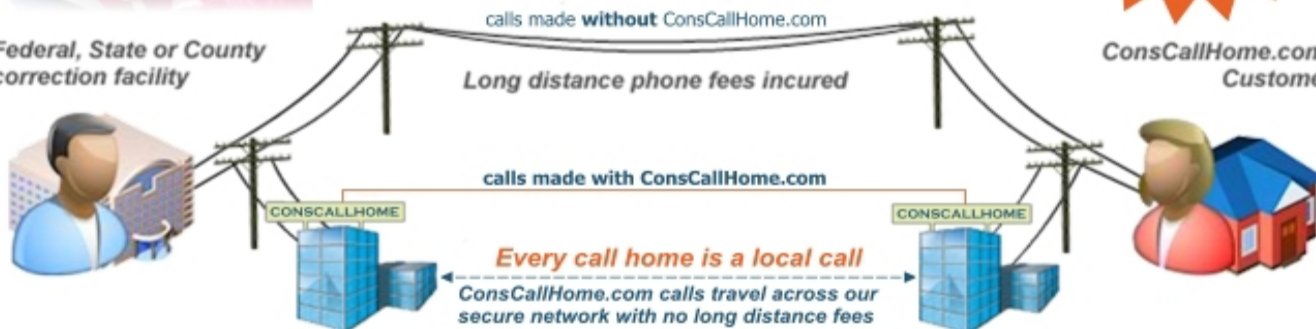 calls made without ConsCallHome.com
Federal, State or County
correction facility
Long distance phone fees incured
ConsCallHome.com
Custome
calls made with ConsCallHome.com
CONSCALLHOME
CONSCALLHOME
Every call home is a local call
ConsCallHome.com calls travel across our
secure network with no long distance fees